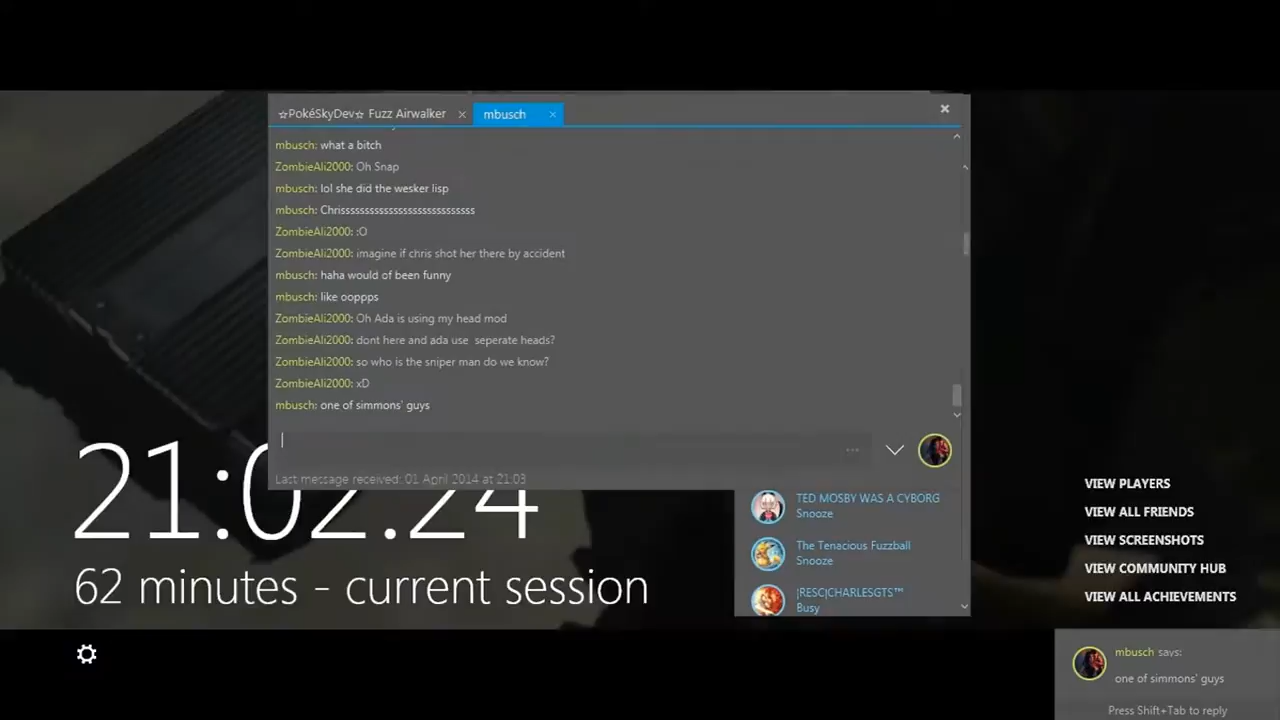 ☆PokéSkyDev☆ Fuzz Airwalker
mbusch
mbusch: what a bitch
ZombieAli2000: Oh Snap
mbusch: lol she did the wesker lisp
mbusch: Chrissssssssssssssssssssssssssss
ZombieAli2000: :O
ZombieAli2000: imagine if chris shot her there by accident
mbusch: haha would of been funny
mbusch: like ooppps
ZombieAli2000: Oh Ada is using my head mod
ZombieAli2000: dont here and ada use  seperate heads?
ZombieAli2000: so who is the sniper man do we know?
ZombieAli2000: xD
mbusch: one of simmons' guys
Last message received: 01 April 2014 at 21:03
21:02.24
62 minutes - current session
TED MOSBY WAS A CYBORG
Snooze
The Tenacious Fuzzball
Snooze
|RESC|CHARLESGTS™
Busy
VIEW PLAYERS
VIEW ALL FRIENDS
VIEW SCREENSHOTS
VIEW COMMUNITY HUB
VIEW ALL ACHIEVEMENTS
mbusch says:
one of simmons' guys
Press Shift+Tab to reply